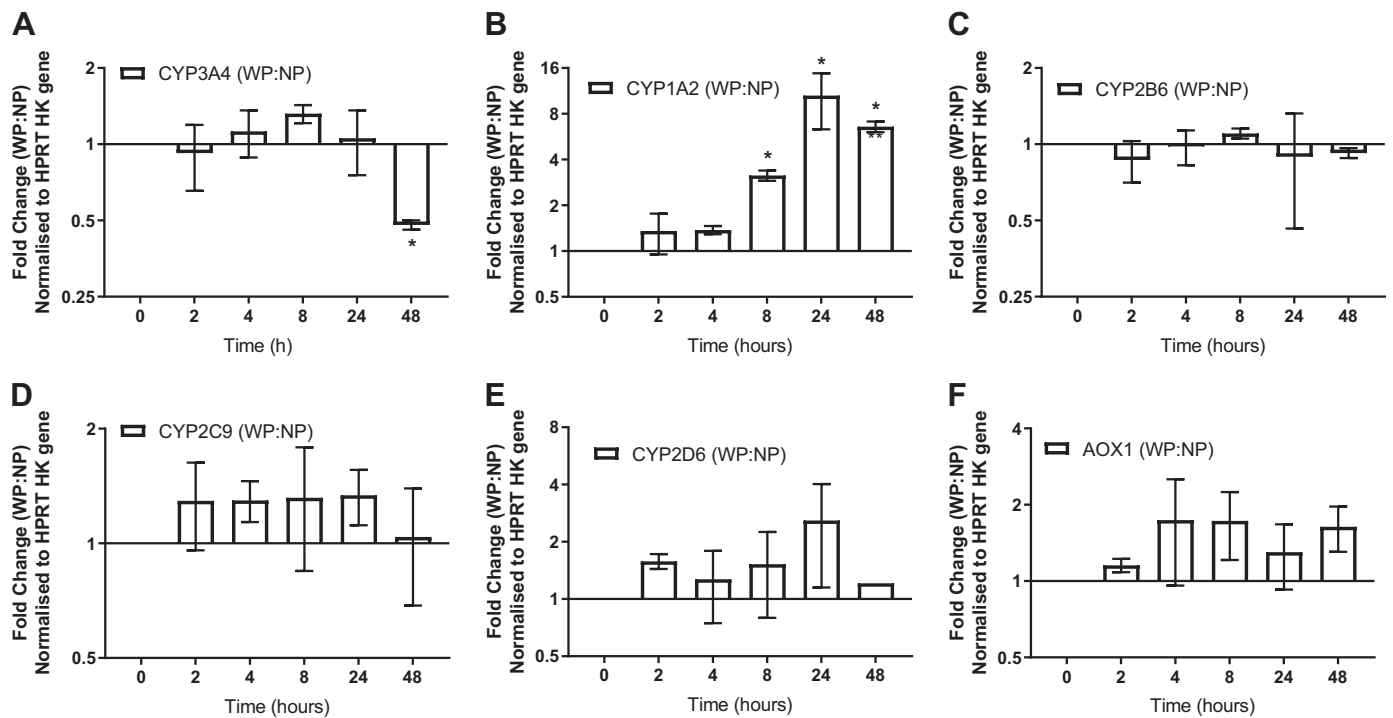 A
Fold Change (WP:NP)
Normalised to HPRT HK gene
CYP3A4 (WP:NP)
2
1
0.5
0.25
*
0 2 4 8 24 48
Time (h)
B
Fold Change (WP:NP)
Normalised to HPRT HK gene
CYP1A2 (WP:NP)
16
8
4
2
1
0.5
*
*
*
**
0 2 4 8 24 48
Time (hours)
C
Fold Change (WP:NP)
Normalised to HPRT HK gene
CYP2B6 (WP:NP)
2
1
0.5
0.25
0 2 4 8 24 48
Time (hours)
D
Fold Change (WP:NP)
Normalised to HPRT HK gene
CYP2C9 (WP:NP)
2
1
0.5
0 2 4 8 24 48
Time (hours)
E
Fold Change (WP:NP)
Normalised to HPRT HK gene
CYP2D6 (WP:NP)
8
4
2
1
0.5
0 2 4 8 24 48
Time (hours)
F
Fold Change (WP:NP)
Normalised to HPRT HK gene
AOX1 (WP:NP)
4
2
1
0.5
0 2 4 8 24 48
Time (hours)